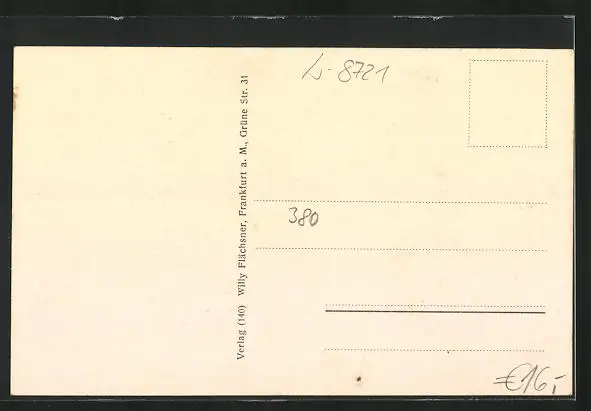 Verlag (140) Willy Flächsner, Frankfurt a. M., Grüne Str. 31
8721
380
€16,-